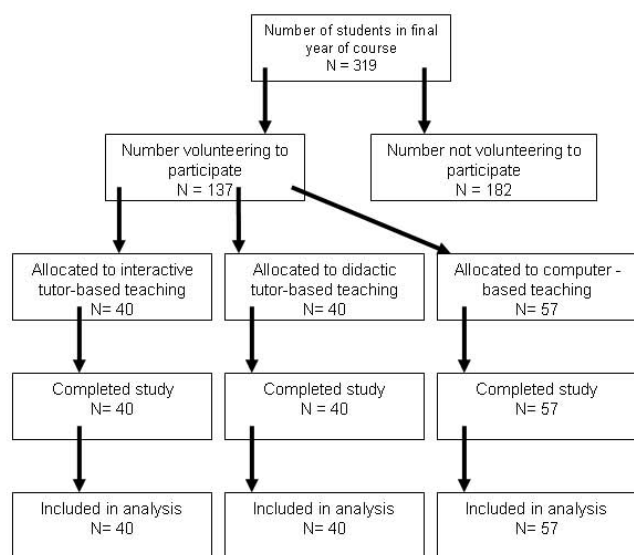 Number of students in final
year of course
N = 319
Number volunteering to
participate
N = 137
Number not volunteering to
participate
N = 182
Allocated to interactive
tutor-based teaching
N= 40
Allocated to didactic
tutor-based teaching
N= 40
Allocated to computer -
based teaching
N= 57
Completed study
N= 40
Completed study
N = 40
Completed study
N= 57
Included in analysis
N= 40
Included in analysis
N= 40
Included in analysis
N= 57